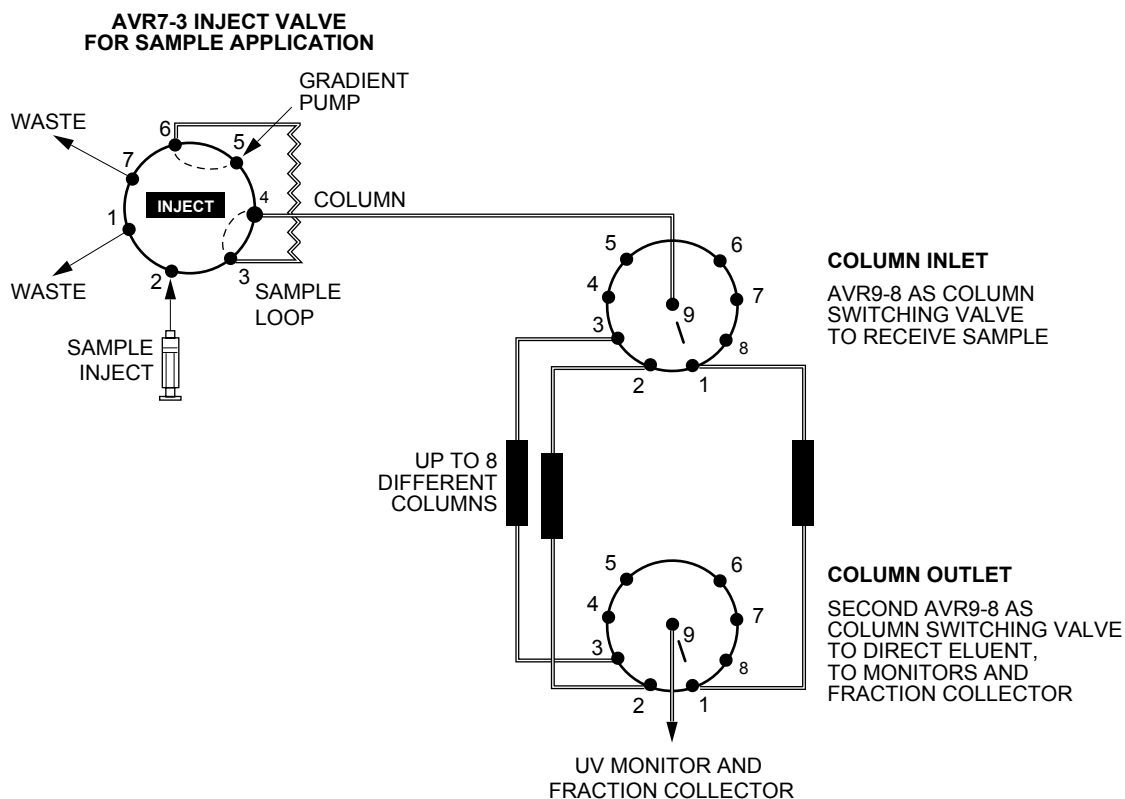 AVR7-3 INJECT VALVE
FOR SAMPLE APPLICATION
GRADIENT
PUMP
WASTE
6
5
7
INJECT
4
COLUMN
1
WASTE
2
3
SAMPLE
LOOP
SAMPLE
INJECT
5
6
4
7
3
9
8
2
1
COLUMN INLET
AVR9-8 AS COLUMN
SWITCHING VALVE
TO RECEIVE SAMPLE
UP TO 8
DIFFERENT
COLUMNS
5
6
4
7
3
9
8
2
1
COLUMN OUTLET
SECOND AVR9-8 AS
COLUMN SWITCHING VALVE
TO DIRECT ELUENT,
TO MONITORS AND
FRACTION COLLECTOR
UV MONITOR AND
FRACTION COLLECTOR